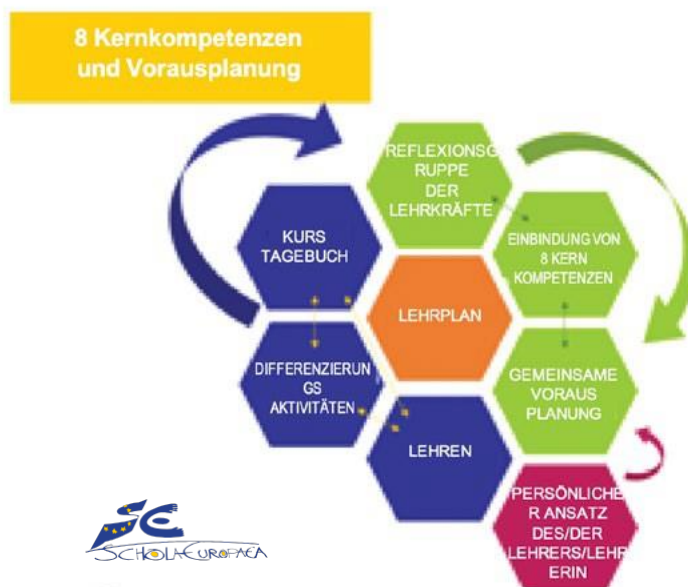 8 Kernkompetenzen
und Vorausplanung
REFLEXIONSG
RUPPE
DER
LEHRKRÄFTE
KURS
TAGEBUCH
EINBINDUNG VON
8 KERN
KOMPETENZEN
LEHRPLAN
DIFFERENZIERUN
GS
AKTIVITÄTEN
GEMEINSAME
VORAUS
PLANUNG
LEHREN
PERSÖNLICHE
R ANSATZ
DES/DER
LEHRERS/LEHR
ERIN
SCHOLA EUROPAEA